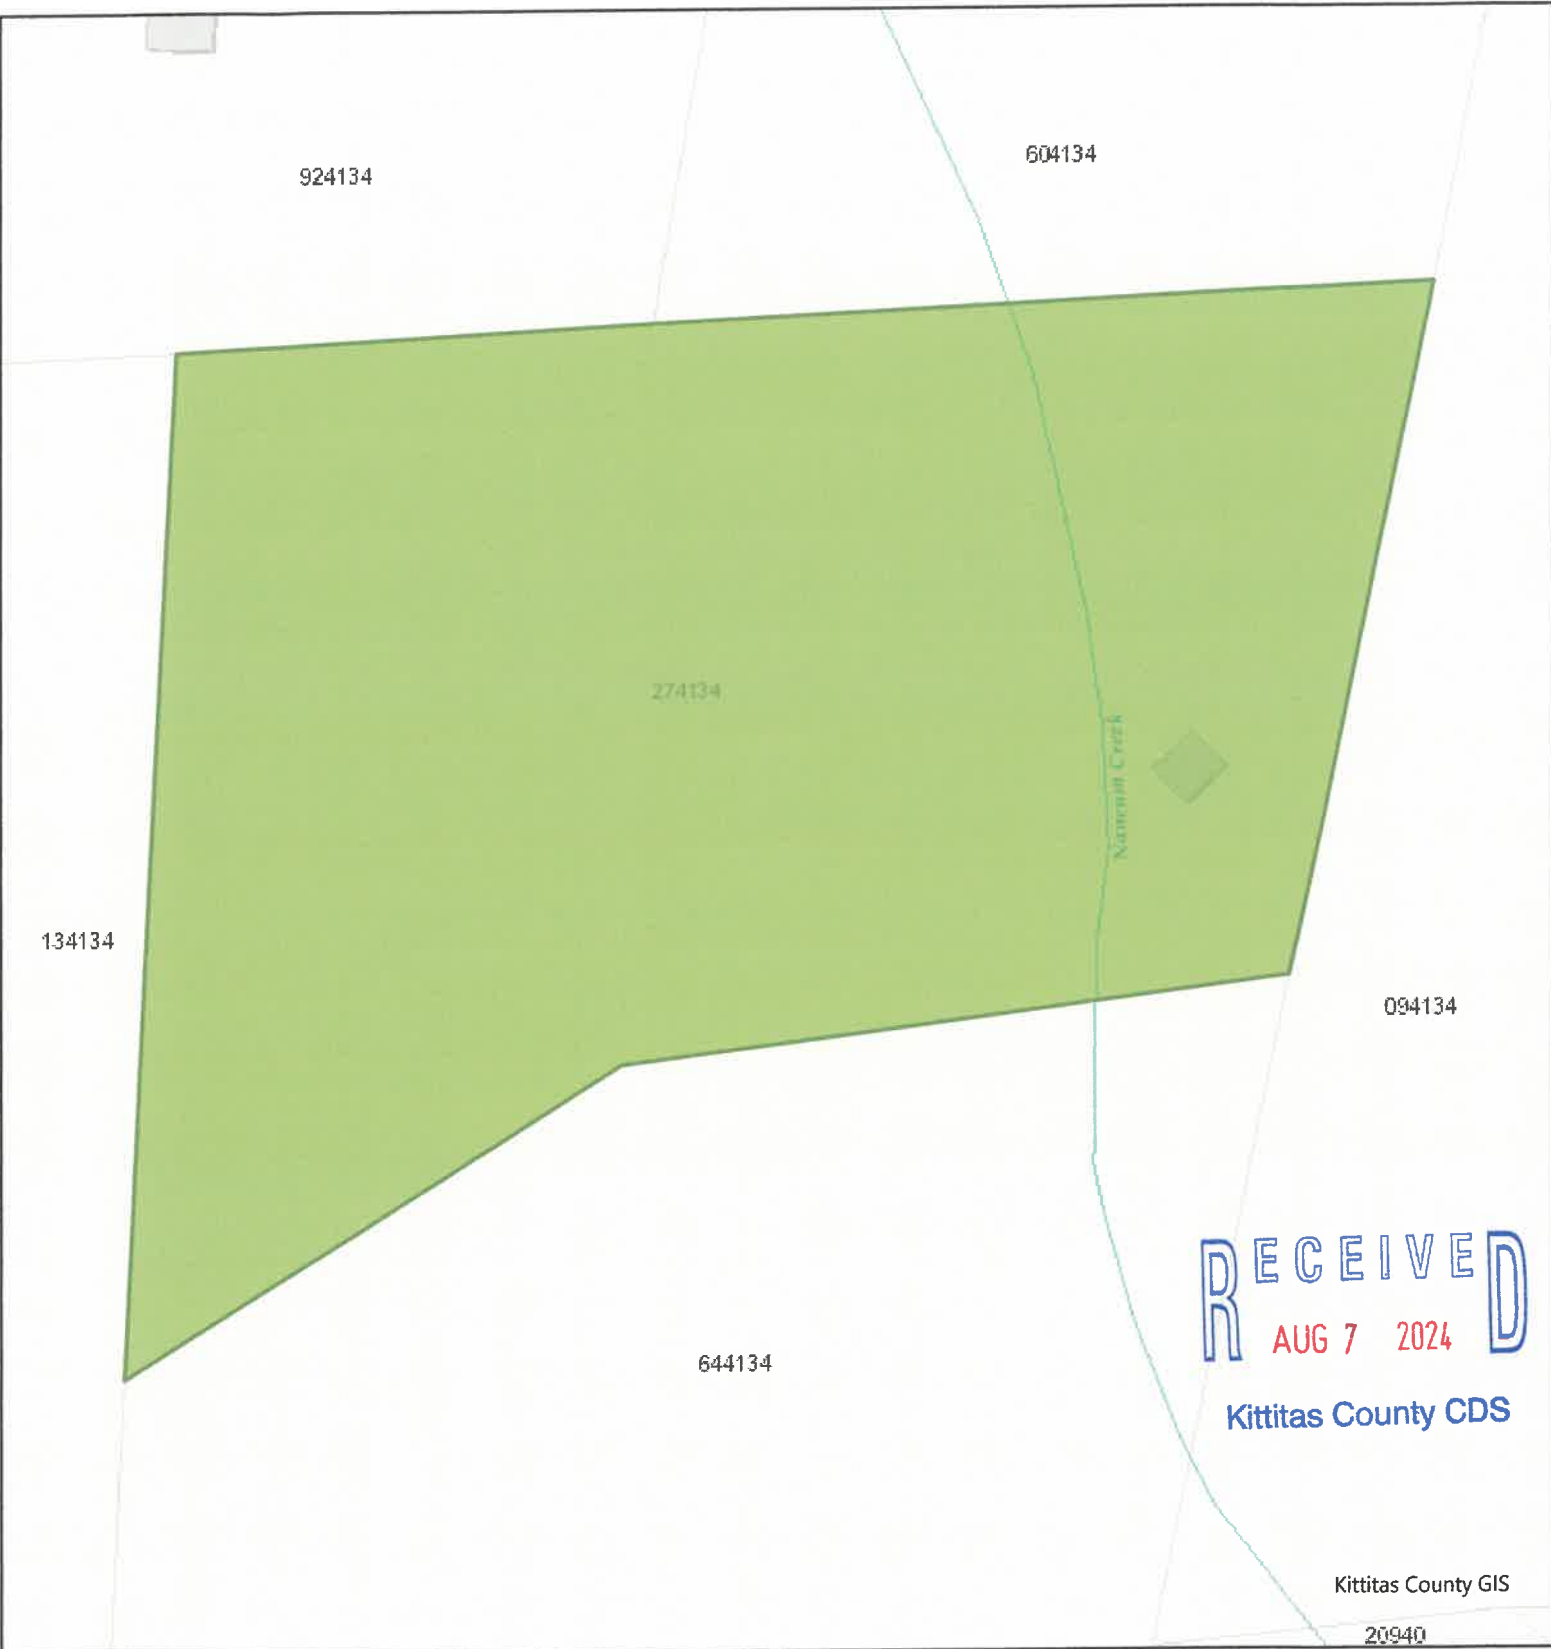 604134
924134
274134
Naneum Creek
134134
094134
RECEIVED
AUG 7 2024
644134
Kittitas County CDS
Kittitas County GIS
20940